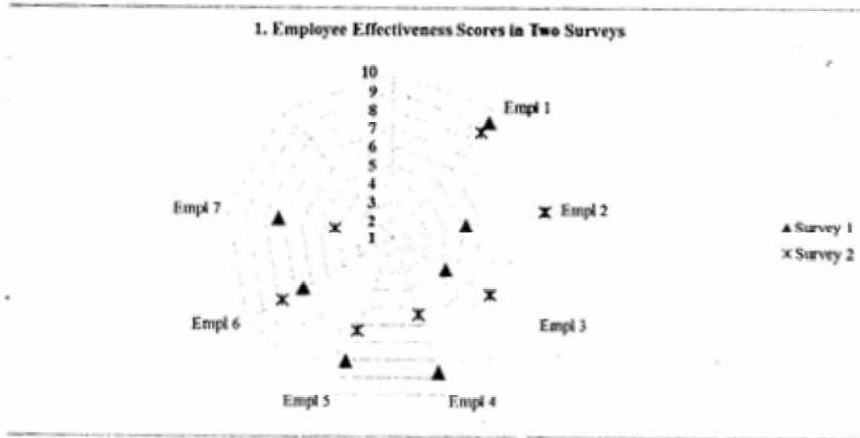 1. Employee Effectiveness Scores in Two Surveys
10
9
8
7
6
5
4
3
2
1
Empl 1
Empl 2
Empl 3
Empl 4
Empl 5
Empl 6
Empl 7
Survey 1
Survey 2